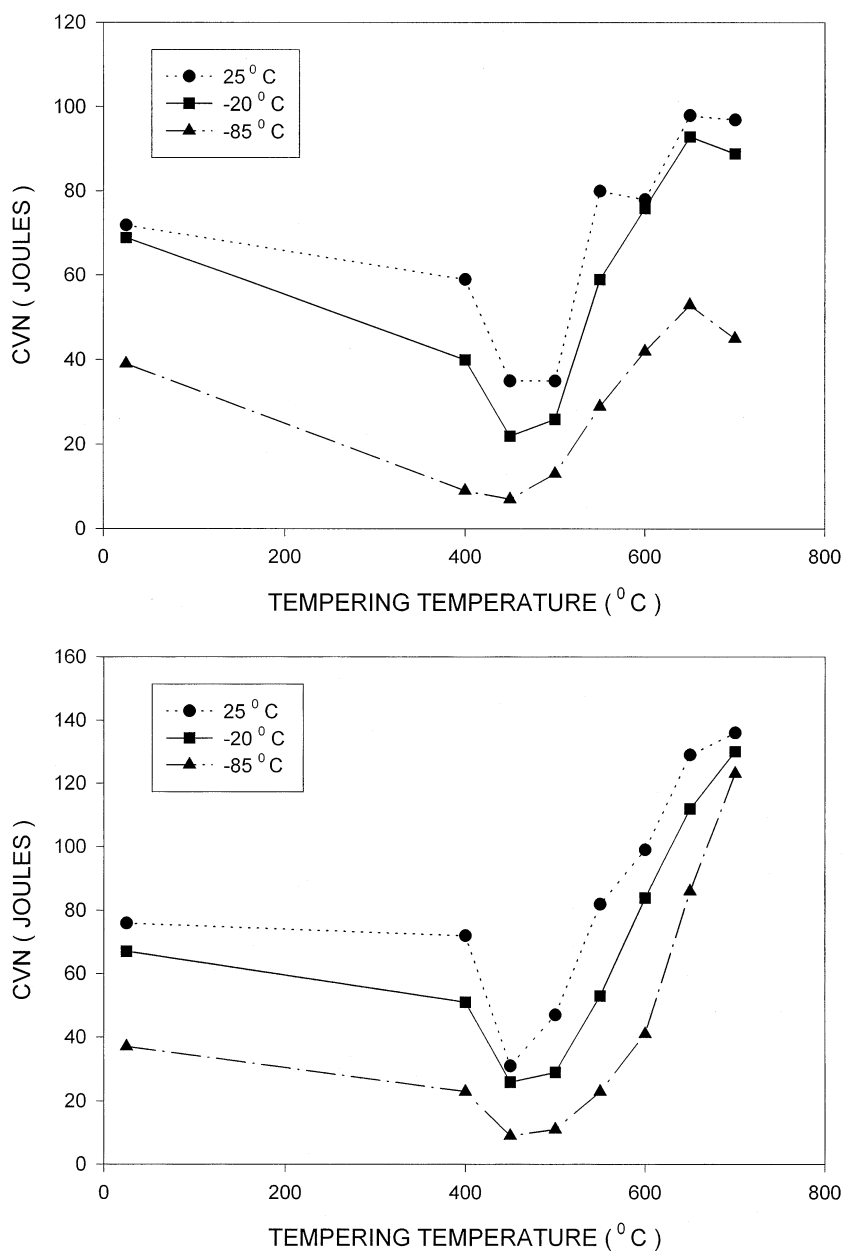 120
100
80
60
40
20
0
CVN ( JOULES )
25 ⁰ C
-20 ⁰ C
-85 ⁰ C
0 200 400 600 800
TEMPERING TEMPERATURE ( ⁰ C )
160
140
120
100
80
60
40
20
0
CVN ( JOULES )
25 ⁰ C
-20 ⁰ C
-85 ⁰ C
0 200 400 600 800
TEMPERING TEMPERATURE ( ⁰ C )